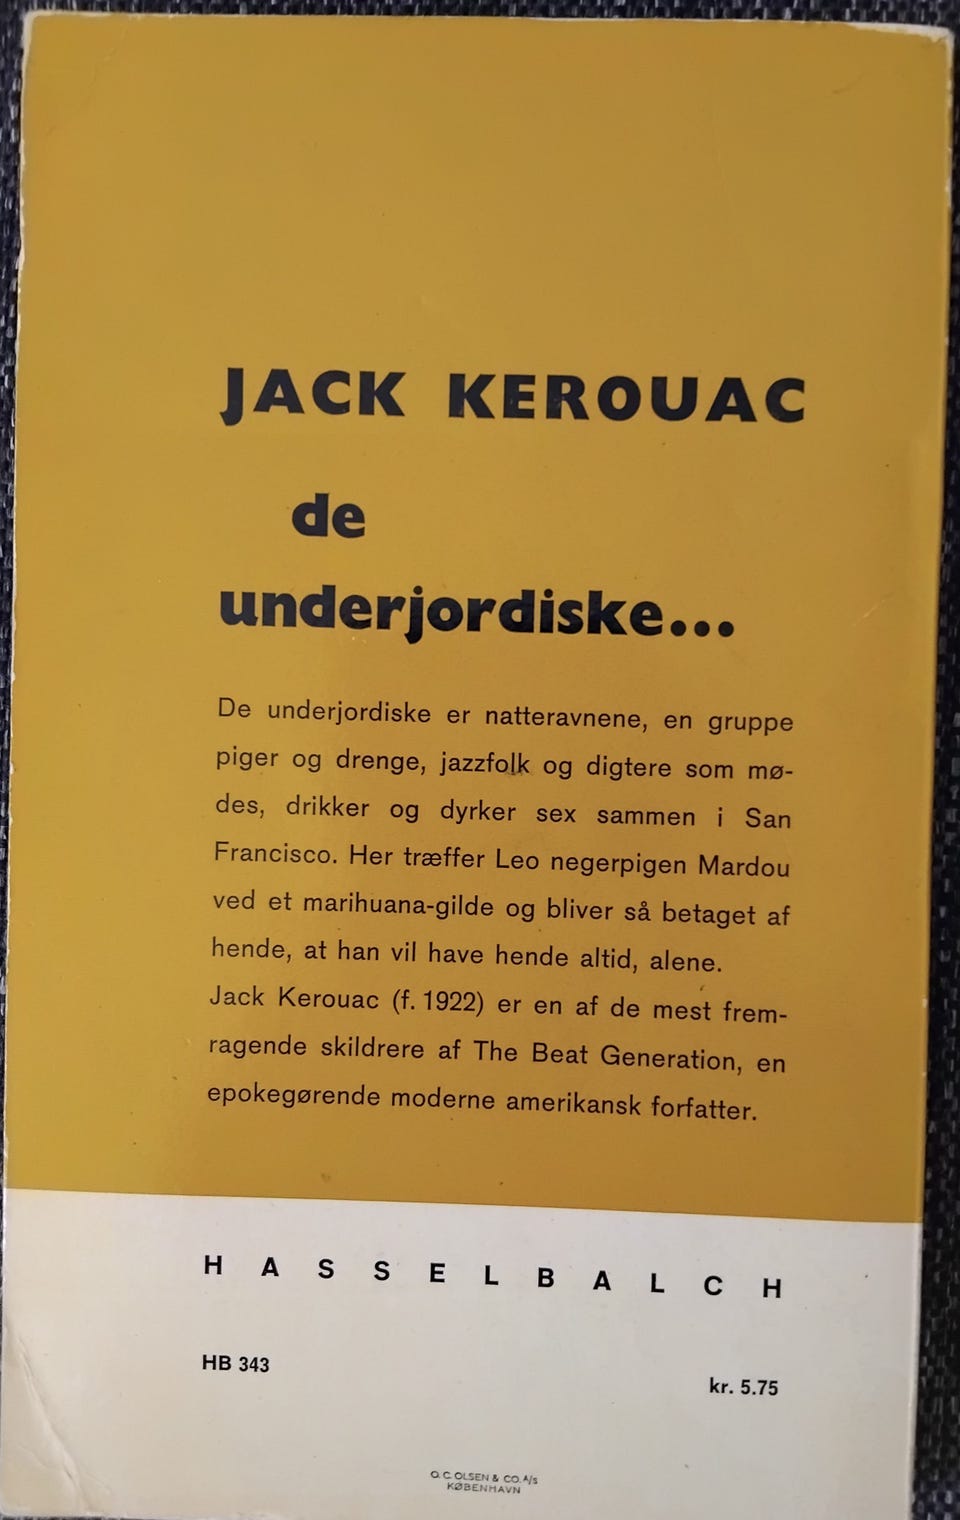 JACK KEROUAC
de
underjordiske...
De underjordiske er natteravnene, en gruppe
piger og drenge, jazzfolk og digtere som mø-
des, drikker og dyrker sex sammen i San
Francisco. Her træffer Leo negerpigen Mardou
ved et marihuana-gilde og bliver så betaget af
hende, at han vil have hende altid, alene.
Jack Kerouac (f. 1922) er en af de mest frem-
ragende skildrere af The Beat Generation, en
epokegørende moderne amerikansk forfatter.
HASSELBALCH
HB 343
kr. 5.75
O. C. OLSEN & CO. A/S
KØBENHAVN